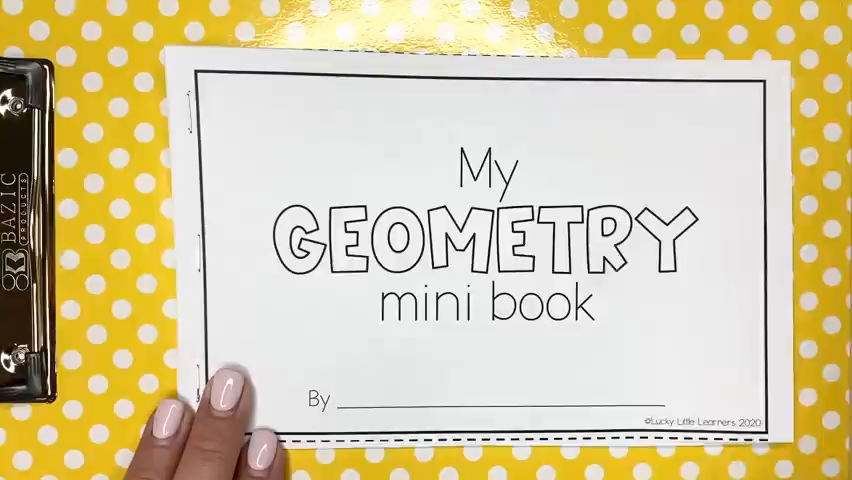 My
GEOMETRY
mini book
By
©Lucky Little Learners 2020
BAZIC
PRODUCTS